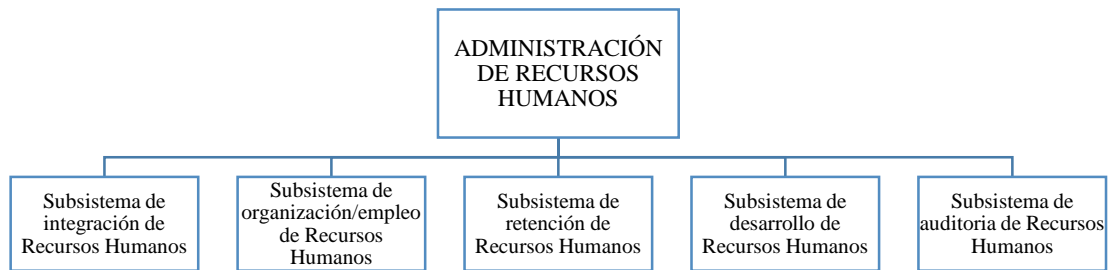 ADMINISTRACIÓN
DE RECURSOS
HUMANOS
Subsistema de
integración de
Recursos Humanos
Subsistema de
organización/empleo
de Recursos
Humanos
Subsistema de
retención de
Recursos Humanos
Subsistema de
desarrollo de
Recursos Humanos
Subsistema de
auditoria de Recursos
Humanos